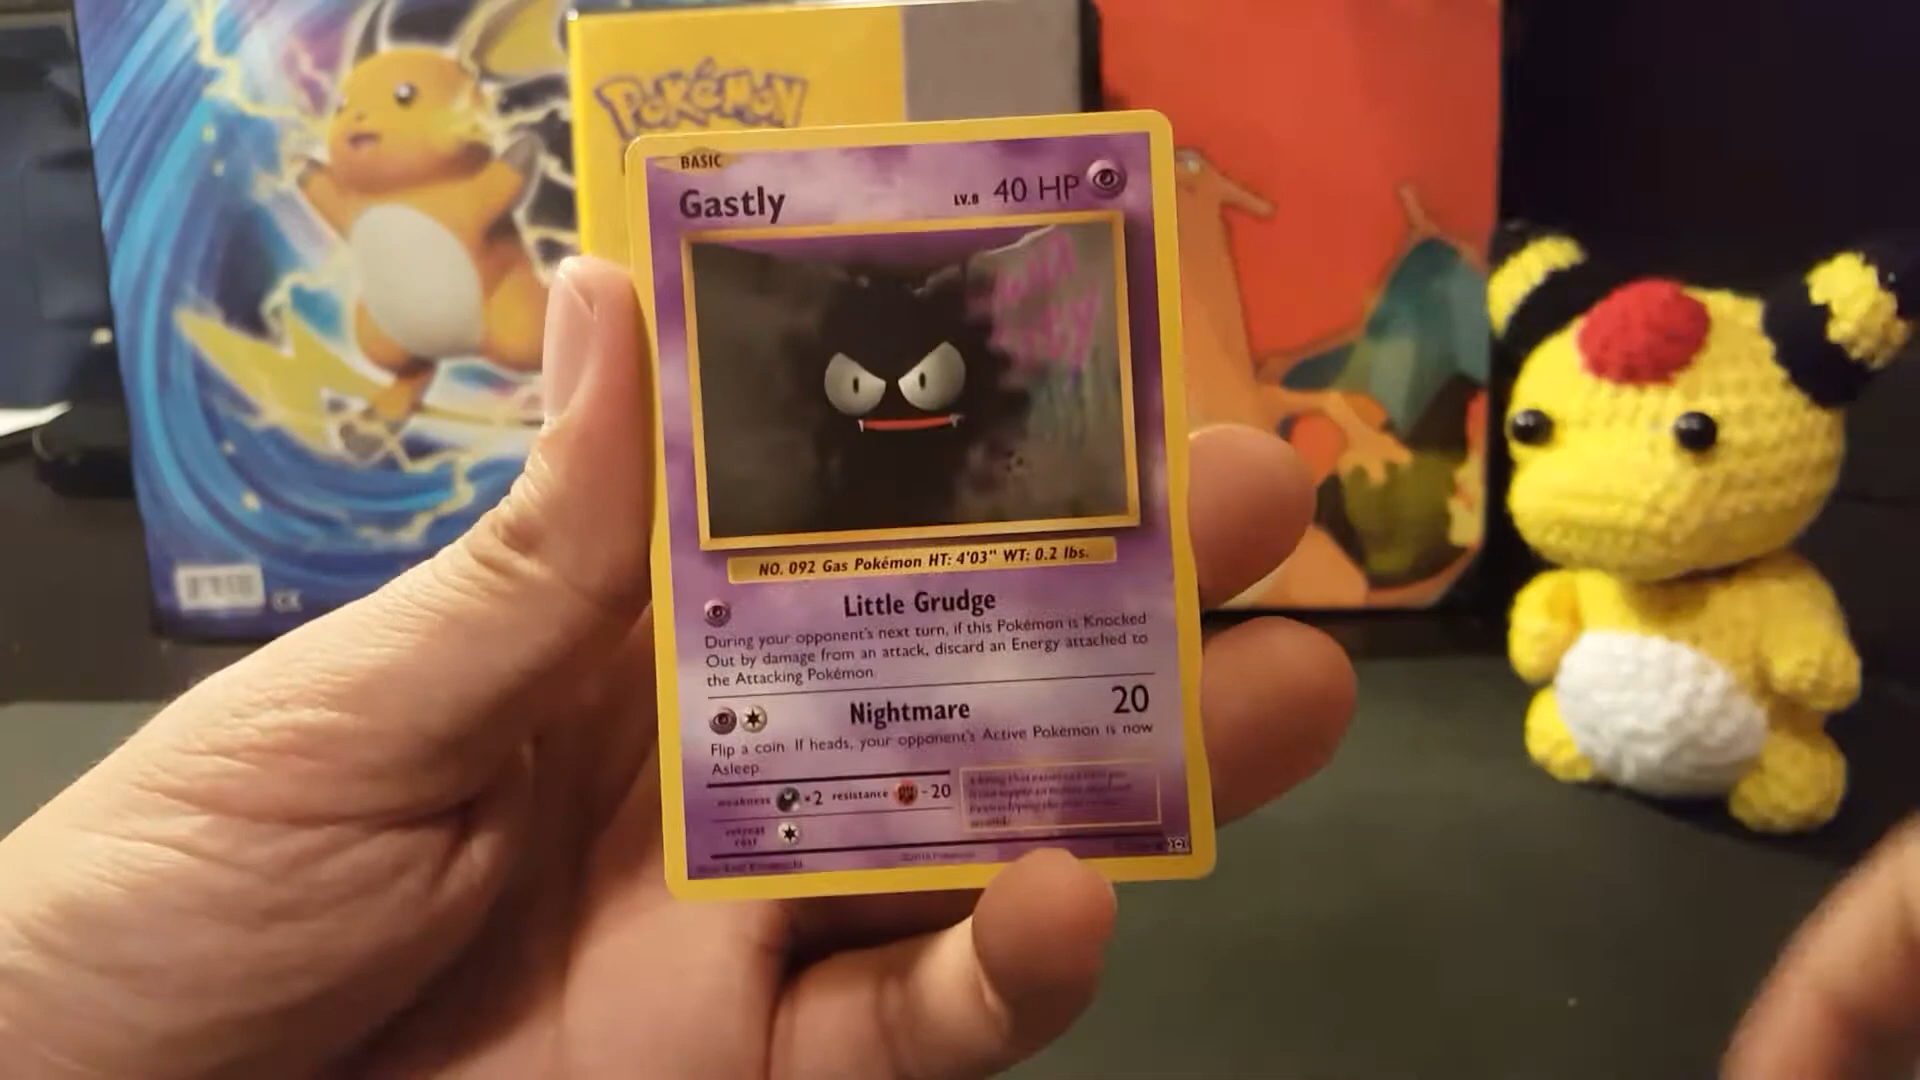 POKéMON
BASIC
Gastly LV.8 40 HP
NO. 092 Gas Pokémon HT: 4'03" WT: 0.2 lbs.
Little Grudge
During your opponent's next turn, if this Pokémon is Knocked
Out by damage from an attack, discard an Energy attached to
the Attacking Pokémon.
Nightmare 20
Flip a coin. If heads, your opponent's Active Pokémon is now
Asleep.
weakness ×2 resistance -20
retreat
cost
CE